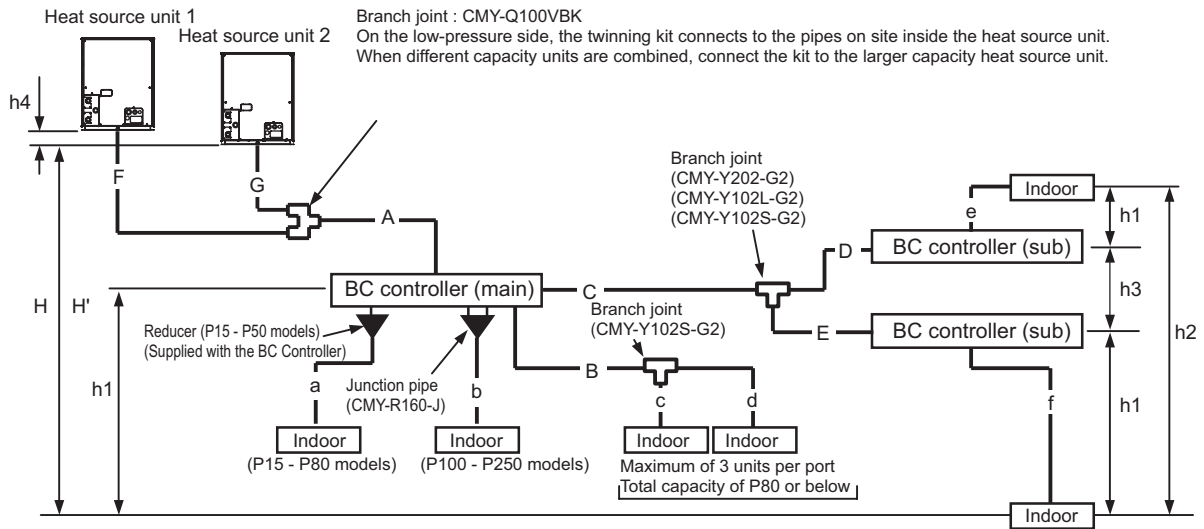 Heat source unit 1
Heat source unit 2
Branch joint : CMY-Q100VBK
On the low-pressure side, the twinning kit connects to the pipes on site inside the heat source unit.
When different capacity units are combined, connect the kit to the larger capacity heat source unit.
h4
F
G
A
H
H'
h1
BC controller (main)
Reducer (P15 - P50 models)
(Supplied with the BC Controller)
a
Junction pipe
(CMY-R160-J)
b
Indoor
(P15 - P80 models)
Indoor
(P100 - P250 models)
C
B
Branch joint
(CMY-Y102S-G2)
c
d
Indoor
Indoor
Maximum of 3 units per port
Total capacity of P80 or below
Branch joint
(CMY-Y202-G2)
(CMY-Y102L-G2)
(CMY-Y102S-G2)
D
E
e
Indoor
h1
BC controller (sub)
h3
BC controller (sub)
h2
h1
f
Indoor